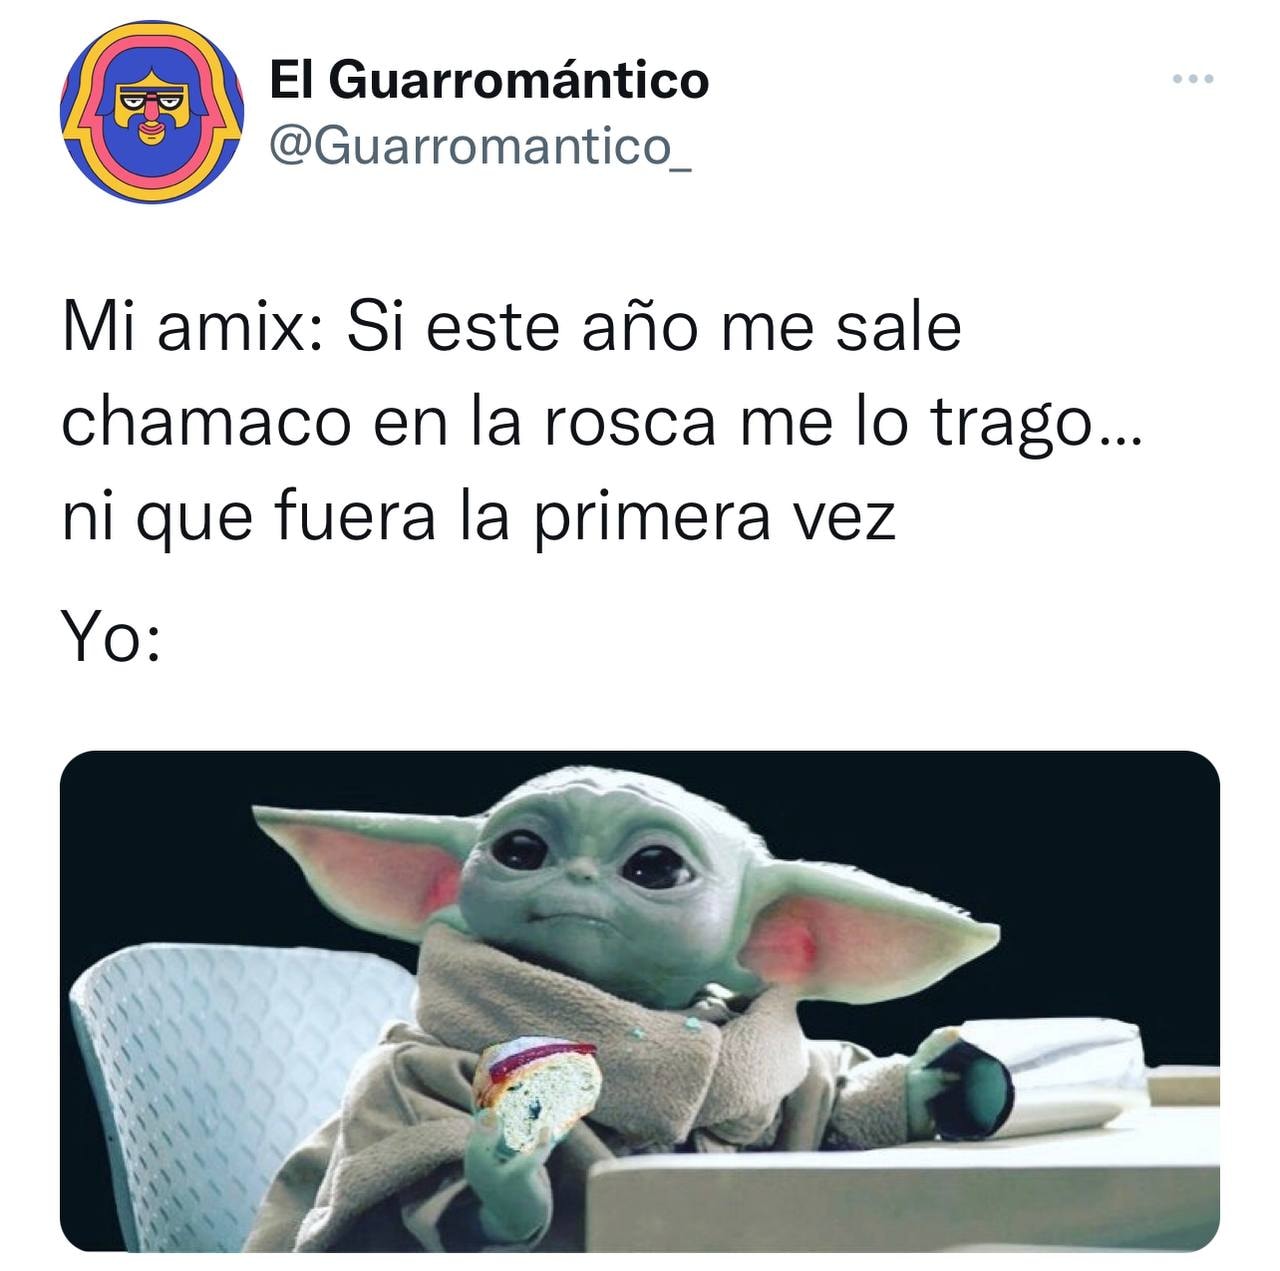 El Guarromántico
@Guarromantico_
Mi amix: Si este año me sale
chamaco en la rosca me lo trago...
ni que fuera la primera vez
Yo: